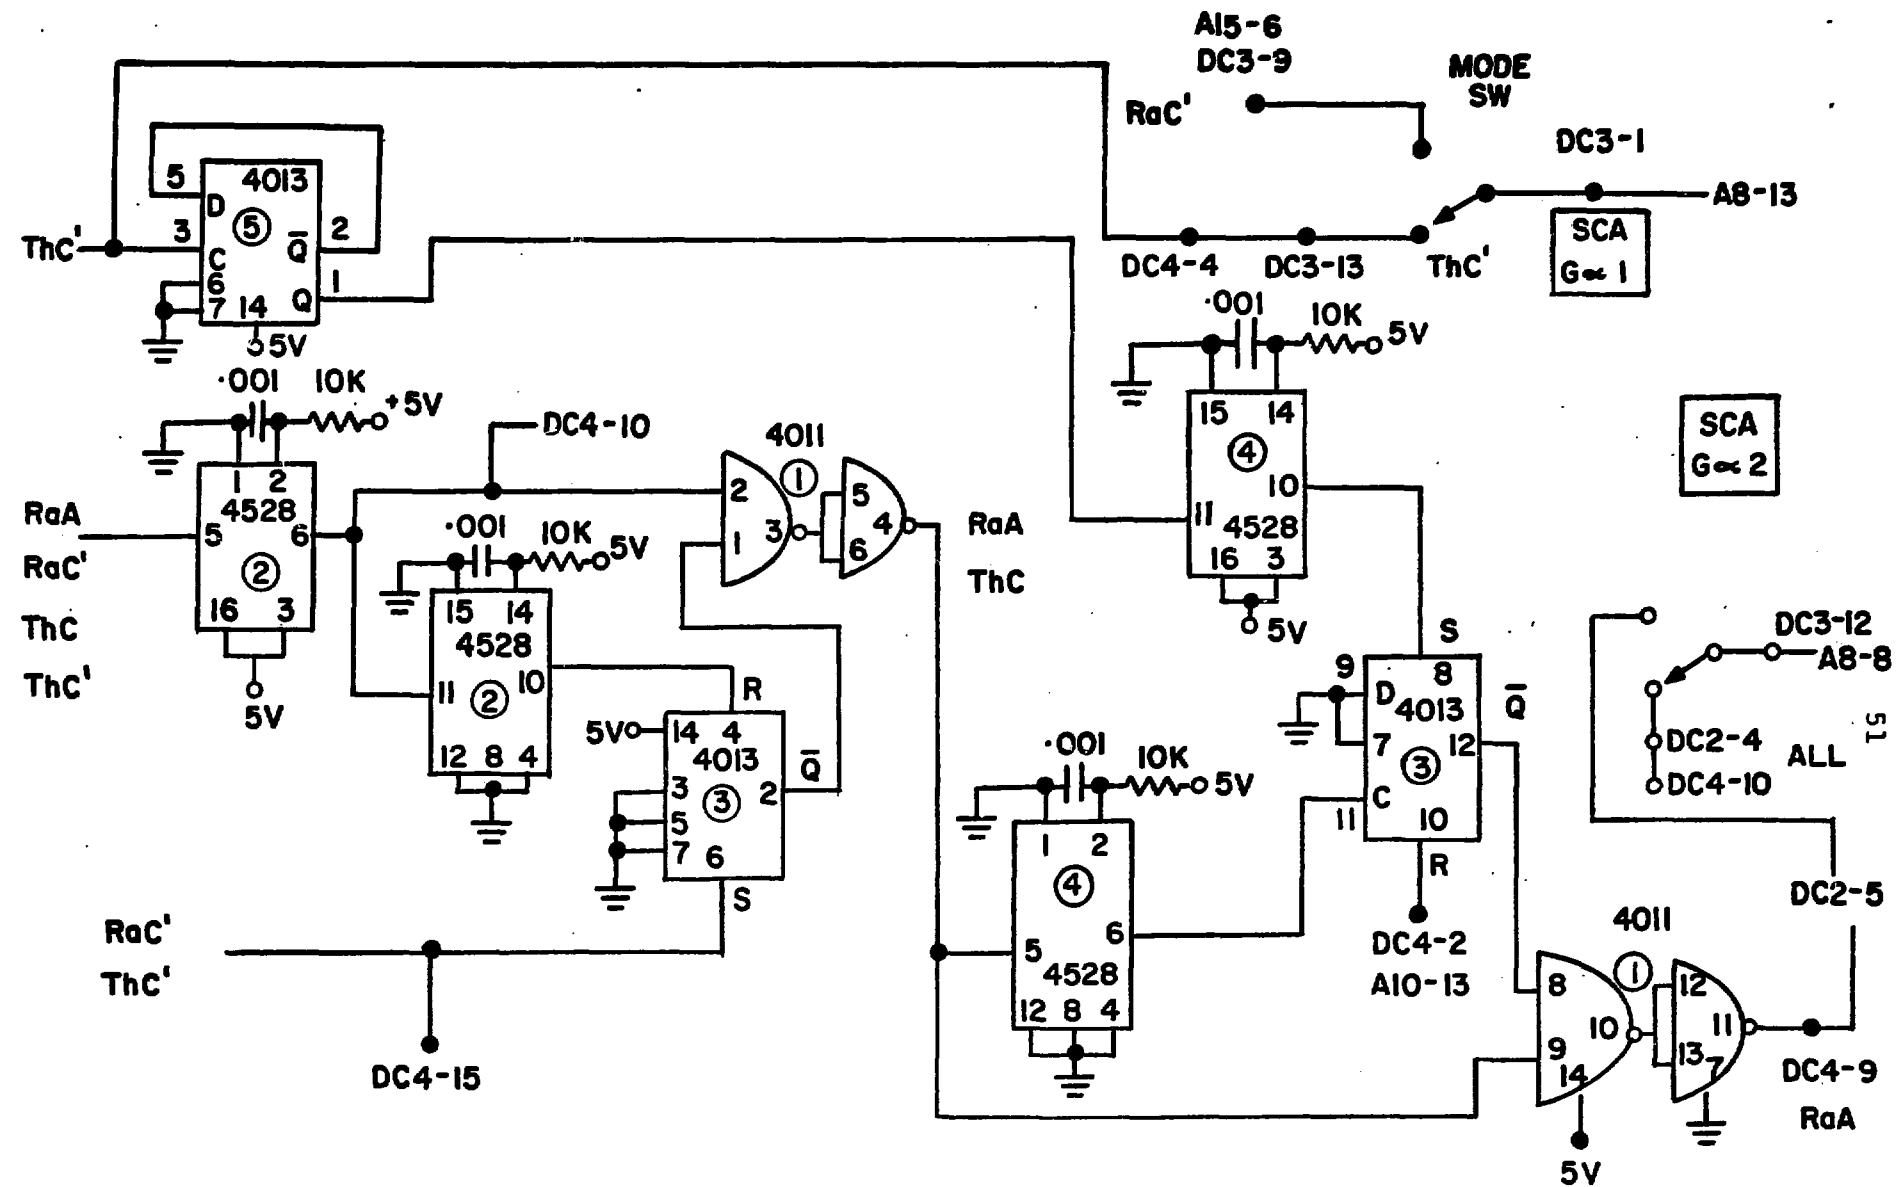 A15-6
DC3-9
RaC'
MODE
SW
DC3-1
A8-13
SCA
G∝ 1
DC4-4
DC3-13
ThC'
5
4013
D
5
3
ThC'
C
Q̅
2
6
7
14
Q
1
5V
.001
10K
+5V
DC4-10
4011
1
2
4528
RaA
5
6
RaC'
2
16
3
ThC
ThC'
5V
.001
10K
5V
15
14
4528
11
10
2
12
8
4
2
1
3
1
5
6
4
RaA
ThC
R
5V
14
4
4013
Q̅
3
3
2
5
7
6
S
RaC'
ThC'
DC4-15
.001
10K
5V
15
14
4
10
11
4528
16
3
5V
SCA
G∝ 2
S
9
8
D
4013
Q̅
7
12
3
C
11
10
R
DC4-2
A10-13
.001
10K
5V
1
2
4
6
5
4528
12
8
4
DC3-12
A8-8
DC2-4
ALL
DC4-10
51
DC2-5
4011
8
1
12
10
11
9
13
14
7
DC4-9
RaA
5V